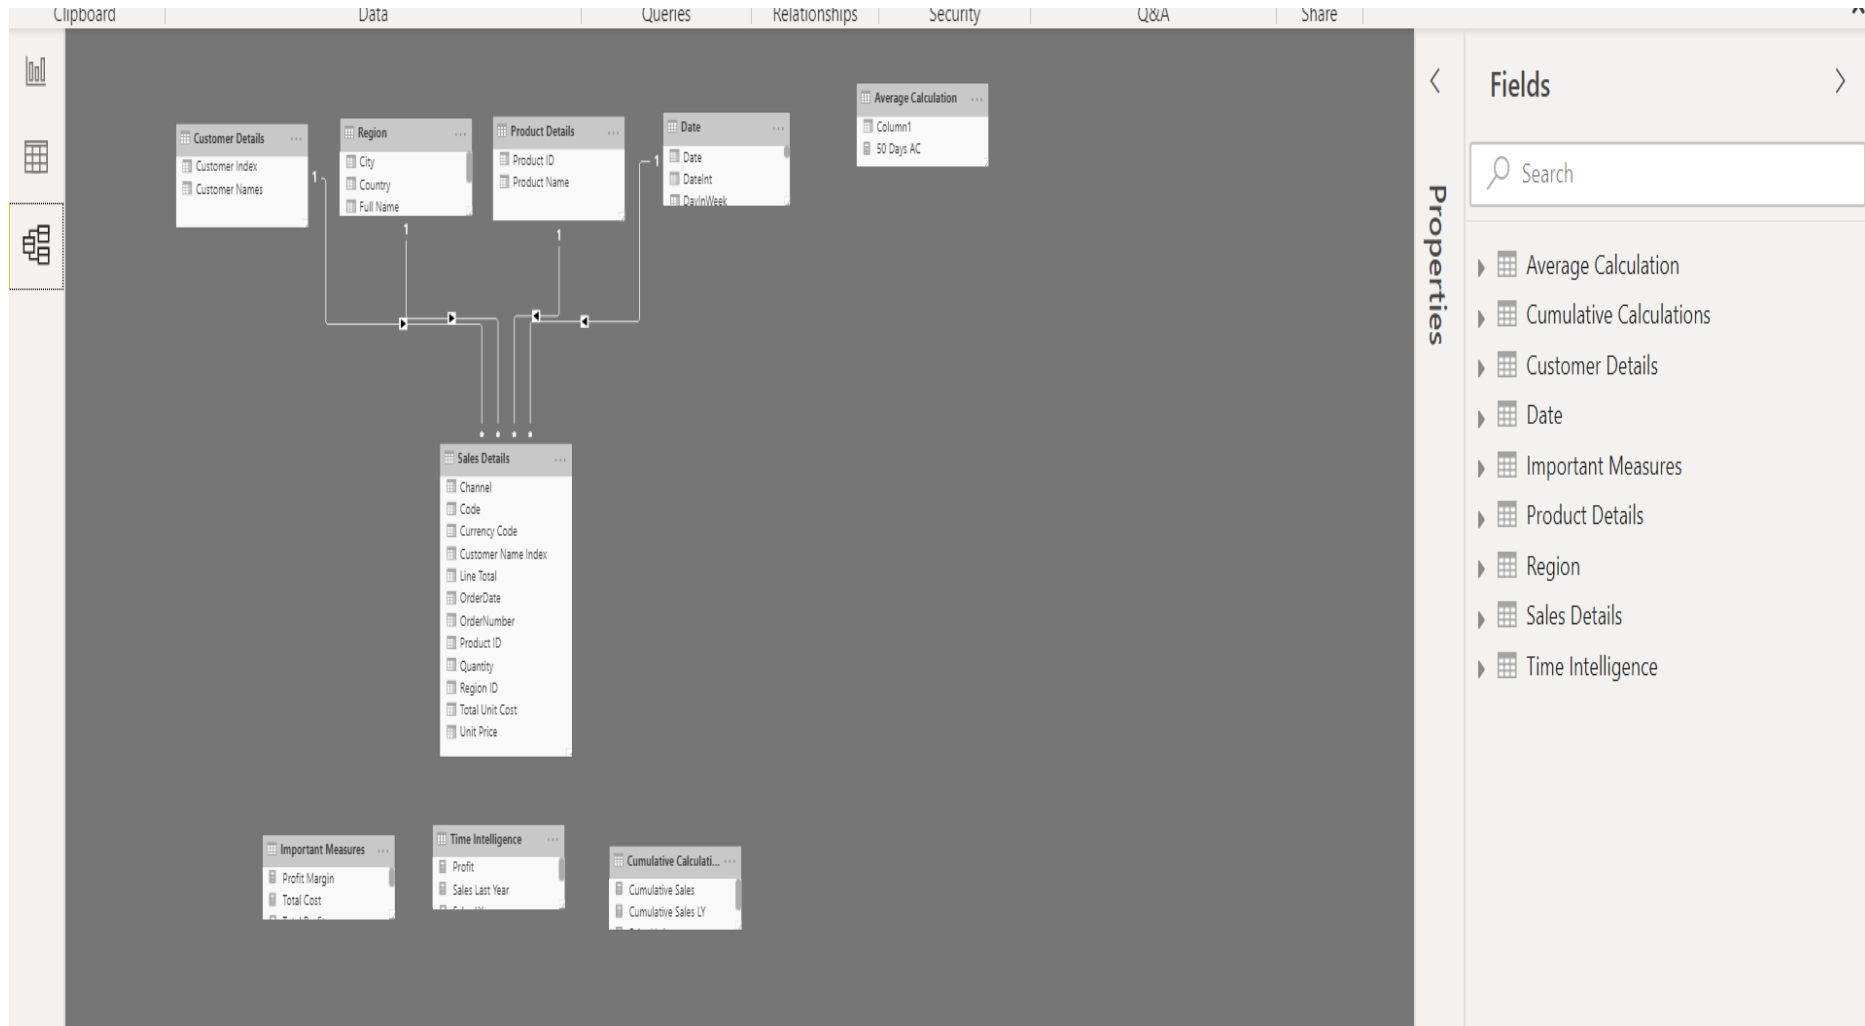 Clipboard
Data
Queries
Relationships
Security
Q&A
Share
Customer Details
Customer Index
Customer Names
1
Region
City
Country
Full Name
1
Product Details
Product ID
Product Name
1
Date
Date
DateInt
DayInWeek
1
Average Calculation
Column1
50 Days AC
Sales Details
Channel
Code
Currency Code
Customer Name Index
Line Total
OrderDate
OrderNumber
Product ID
Quantity
Region ID
Total Unit Cost
Unit Price
Important Measures
Profit Margin
Total Cost
Time Intelligence
Profit
Sales Last Year
Cumulative Calculati...
Cumulative Sales
Cumulative Sales LY
Properties
Fields
Search
Average Calculation
Cumulative Calculations
Customer Details
Date
Important Measures
Product Details
Region
Sales Details
Time Intelligence